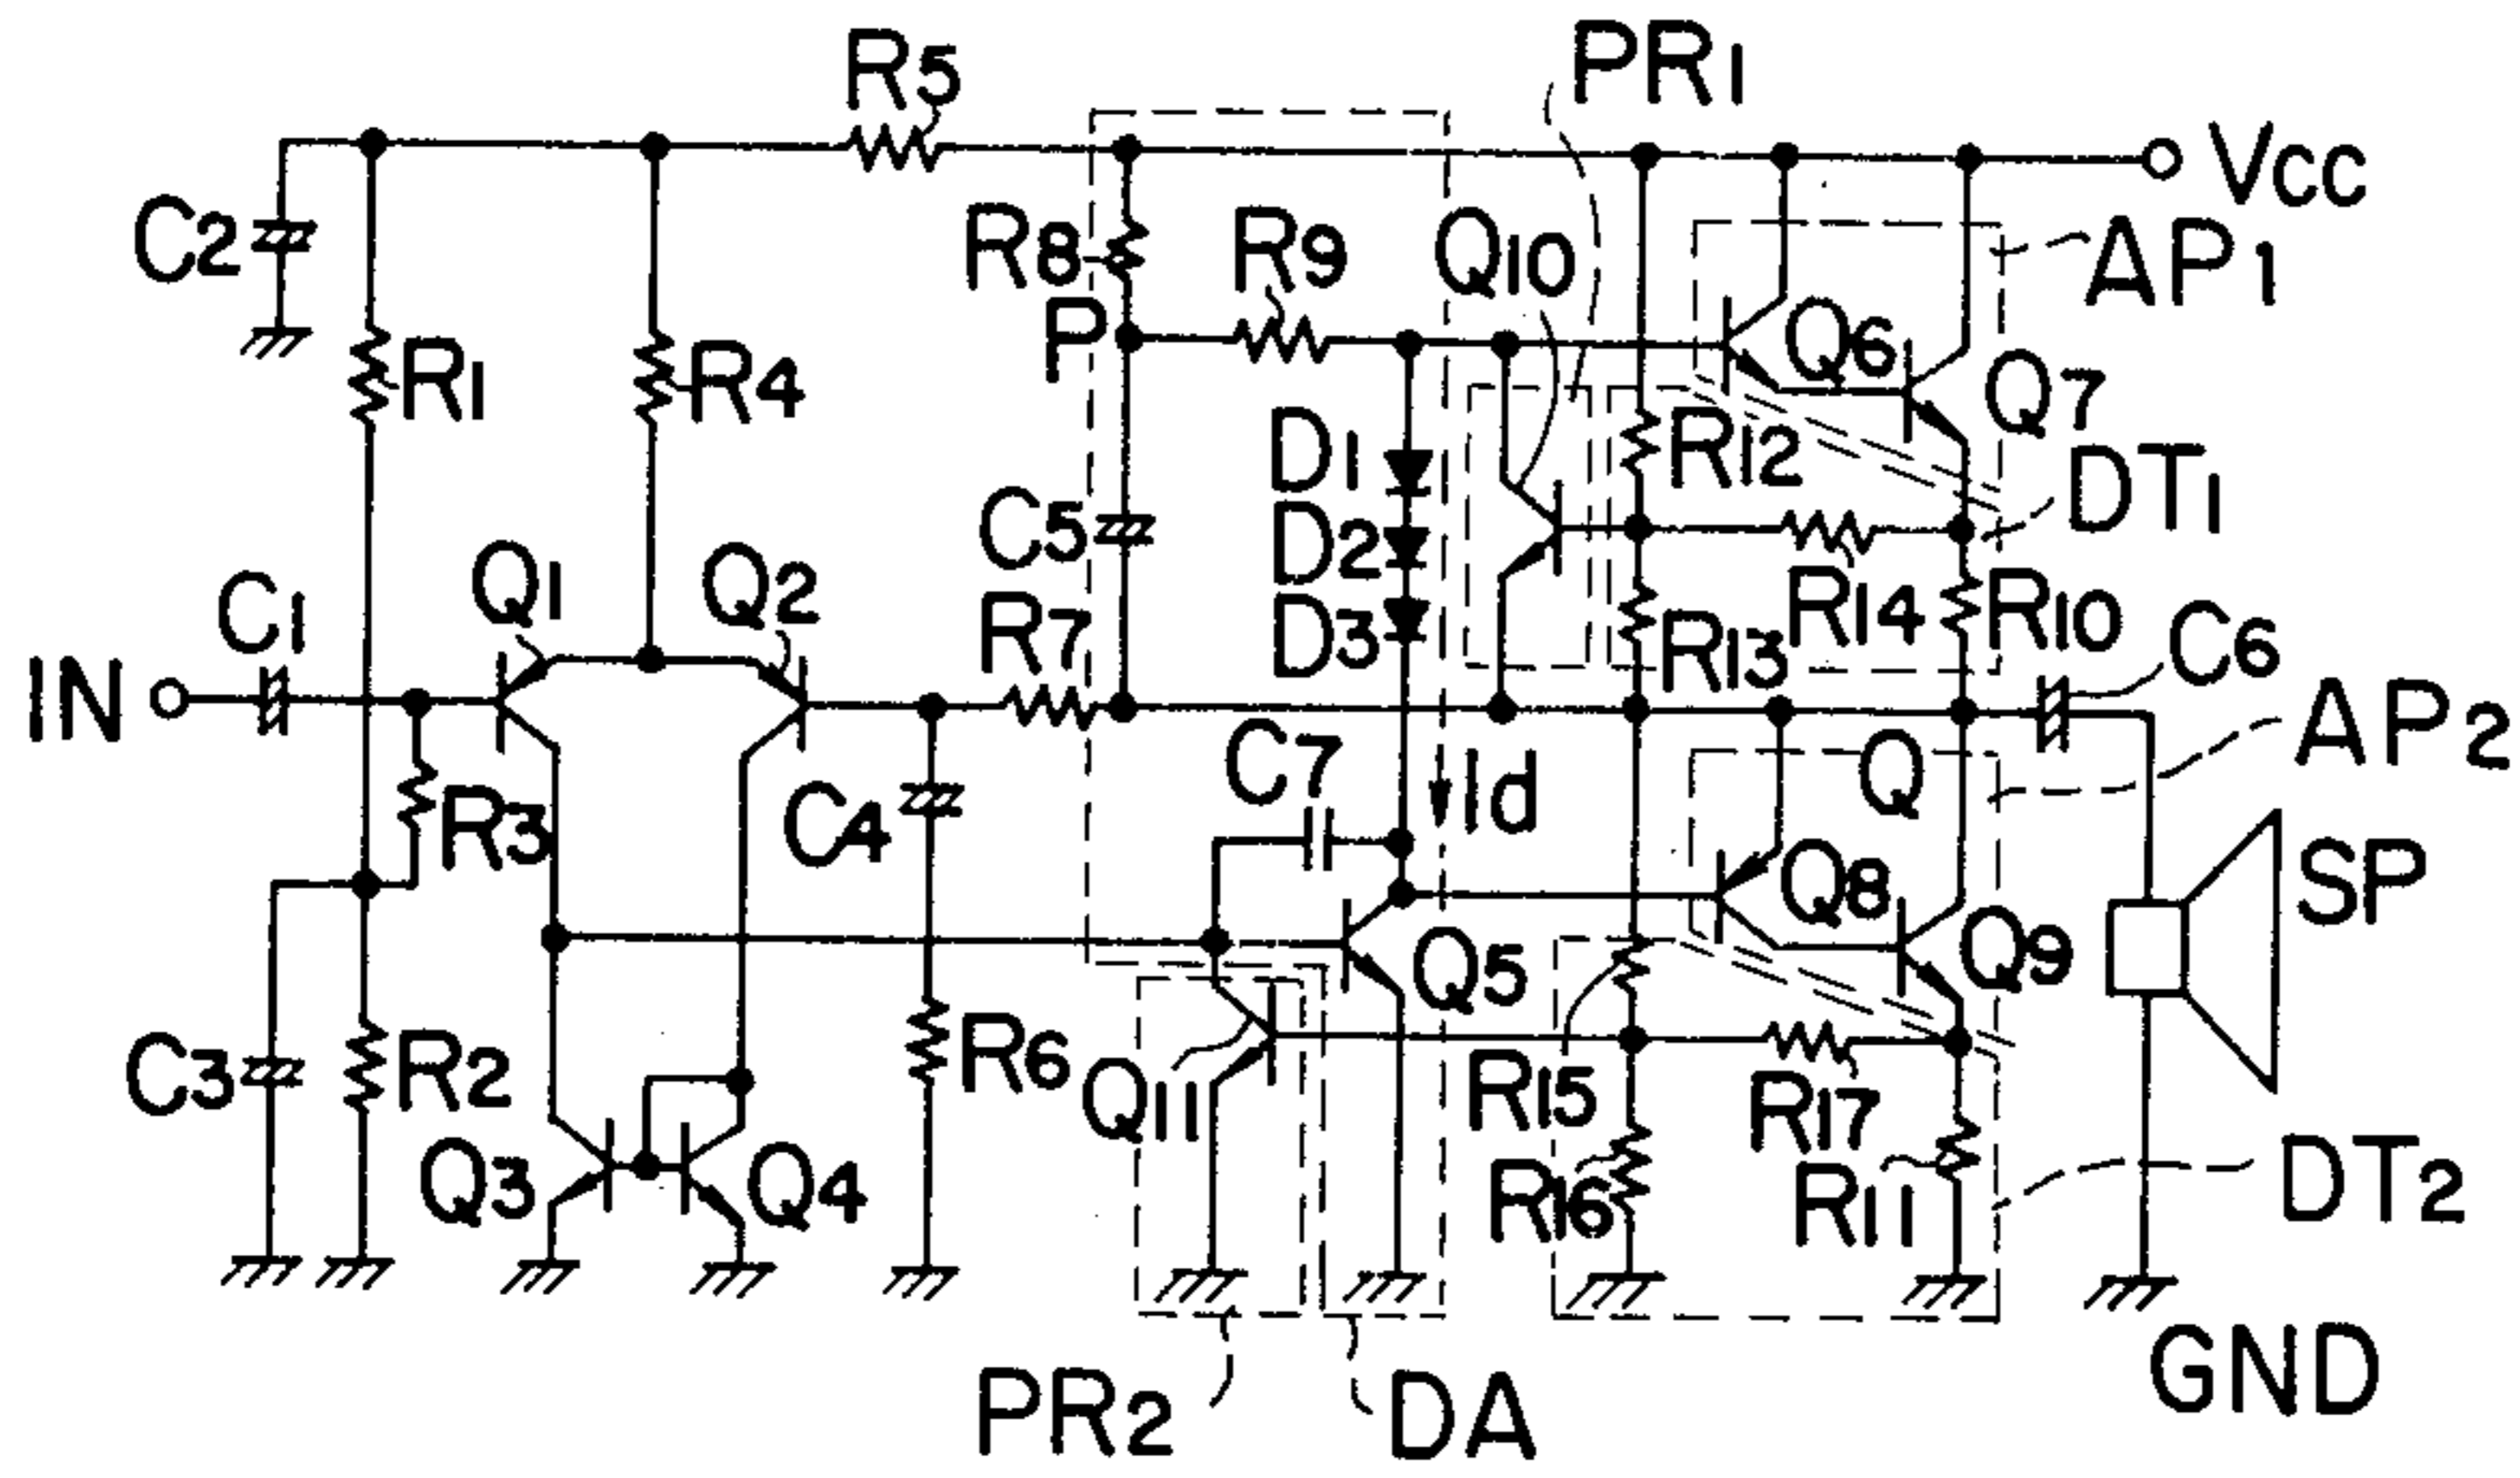 PR1
R5
Vcc
C2
R8
R9
Q10
AP1
P
Q6
R1
R4
Q7
D1
R12
DT1
C5
D2
Q1
Q2
C1
R7
D3
R13
R14
R10
C6
IN
AP2
C7
Id
Q
R3
C4
SP
Q8
Q5
Q9
C3
R2
R6
Q11
R15
R17
Q3
Q4
R16
R11
DT2
GND
PR2
DA